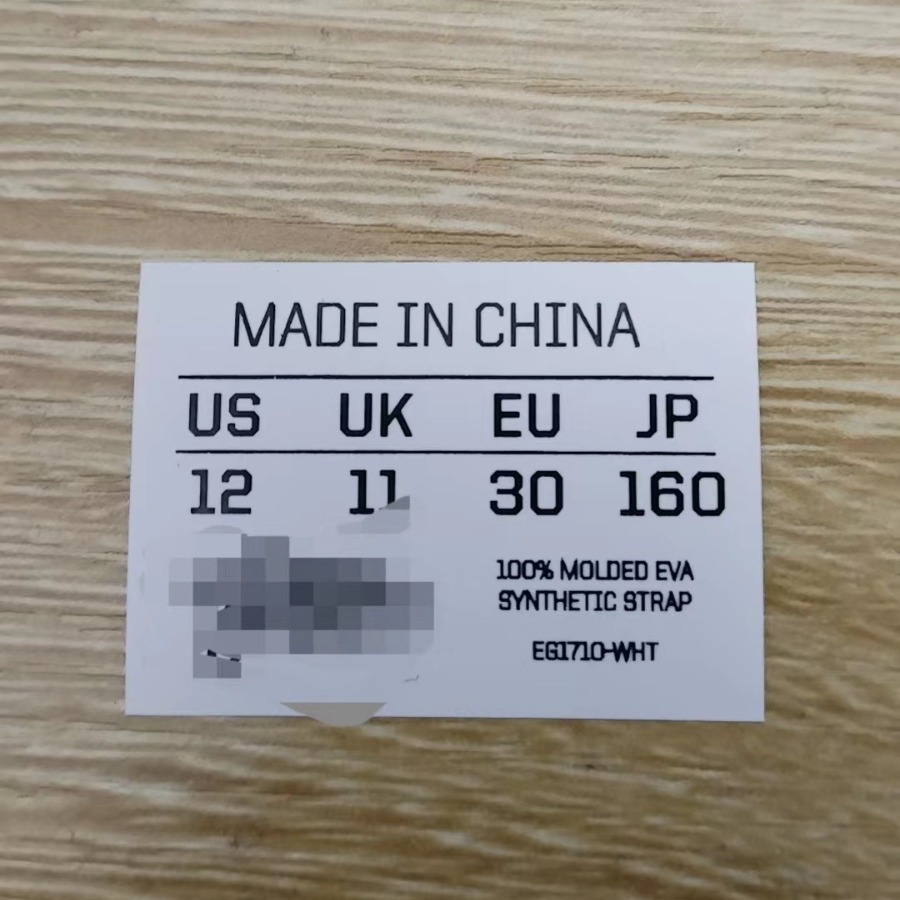 MADE IN CHINA
US UK EU JP
12 11 30 160
100% MOLDED EVA
SYNTHETIC STRAP
EG1710-WHT